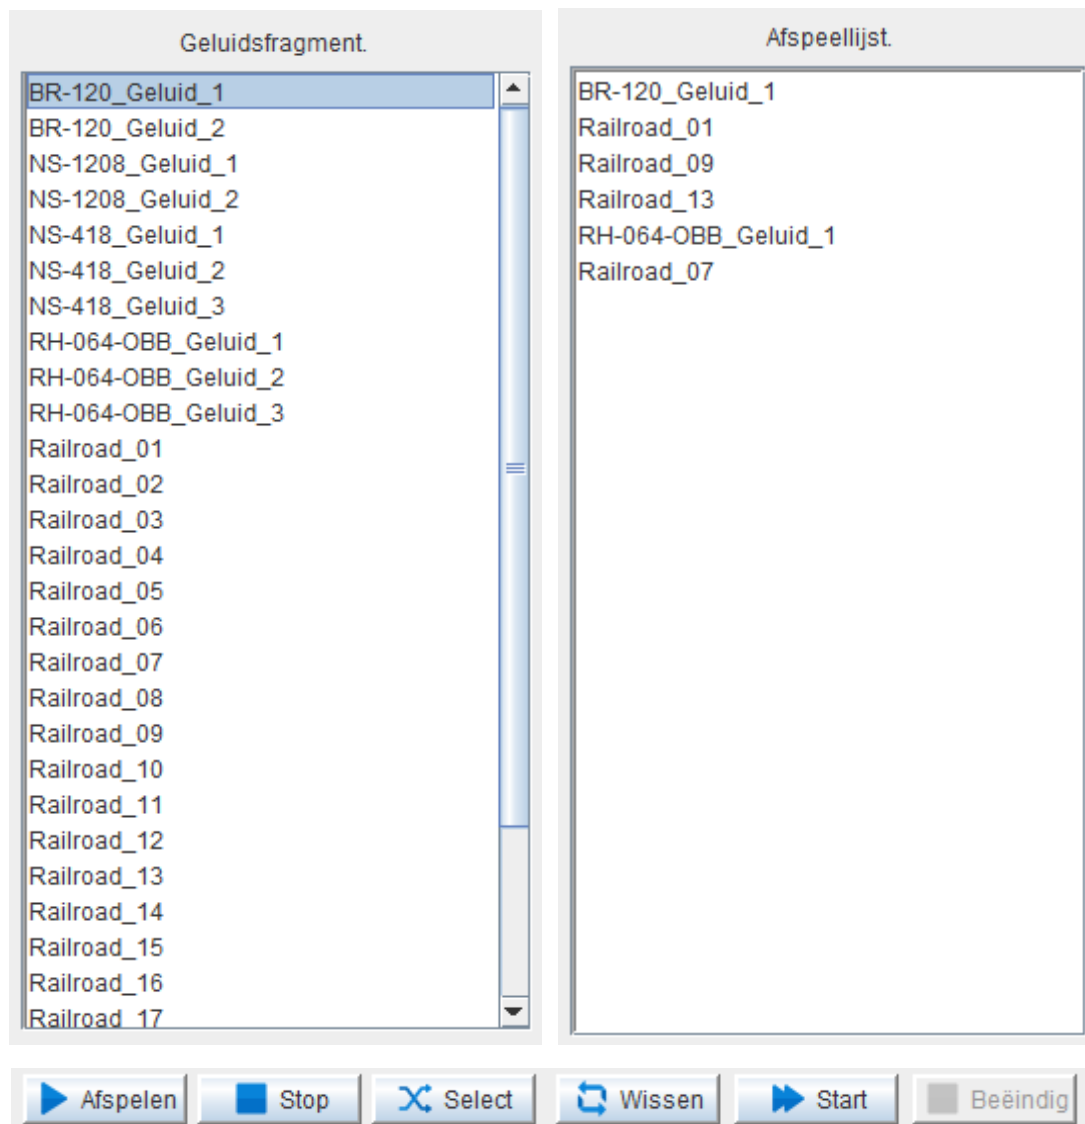 Geluidsfragment.
BR-120_Geluid_1
BR-120_Geluid_2
NS-1208_Geluid_1
NS-1208_Geluid_2
NS-418_Geluid_1
NS-418_Geluid_2
NS-418_Geluid_3
RH-064-OBB_Geluid_1
RH-064-OBB_Geluid_2
RH-064-OBB_Geluid_3
Railroad_01
Railroad_02
Railroad_03
Railroad_04
Railroad_05
Railroad_06
Railroad_07
Railroad_08
Railroad_09
Railroad_10
Railroad_11
Railroad_12
Railroad_13
Railroad_14
Railroad_15
Railroad_16
Railroad_17
Afspeellijst.
BR-120_Geluid_1
Railroad_01
Railroad_09
Railroad_13
RH-064-OBB_Geluid_1
Railroad_07
Afspelen Stop Select Wissen Start Beëindig